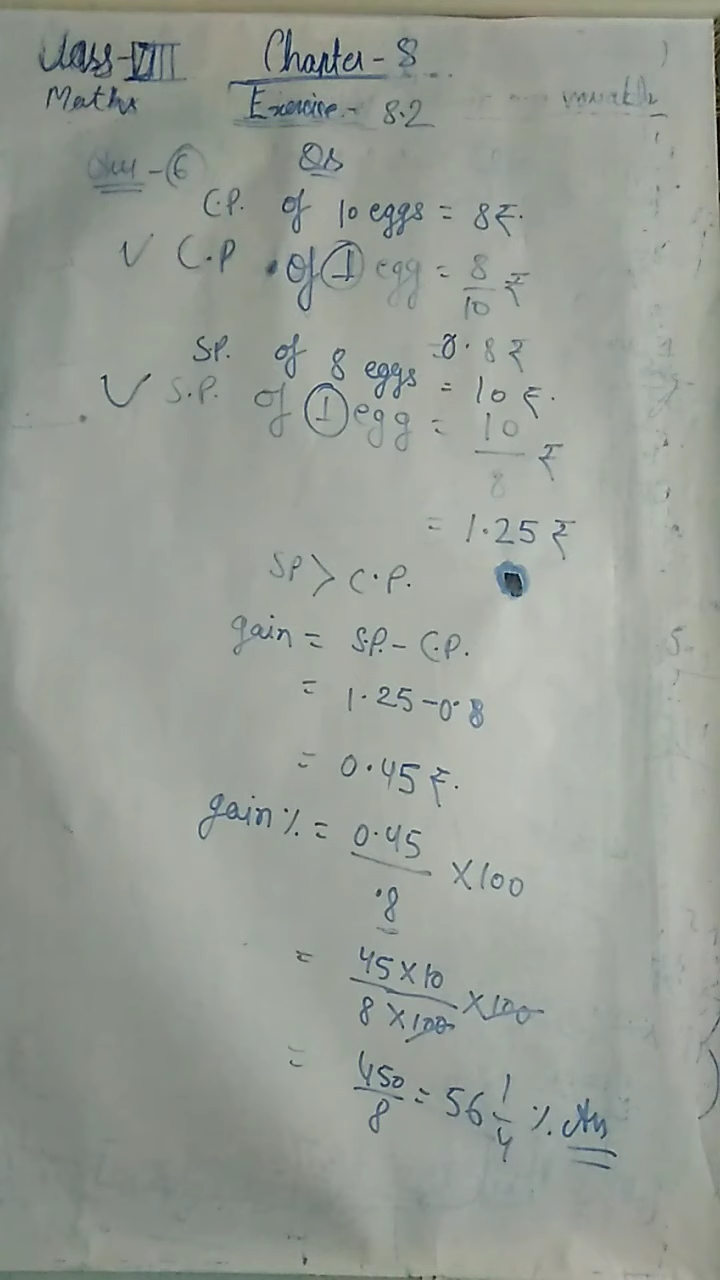 Class-VIII Chapter-8
Maths Exercise- 8.2
-6
C.P. of 10 eggs = 8₹.
✓ C.P. of 1 egg = 8/10 ₹
= 0.8₹
S.P. of 8 eggs = 10 ₹.
✓ S.P. of 1 egg = 10/8 ₹
= 1.25 ₹
SP > C.P.
gain = S.P. - C.P.
= 1.25-0.8
= 0.45 ₹.
gain % = 0.45/.8 ×100
= 45×10/8×100 ×100
= 450/8 = 56 1/4 %. Ans